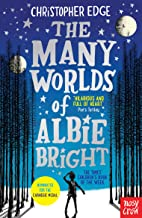 CHRISTOPHER EDGE
THE
MANY
WORLDS
OF
ALBIE
BRIGHT
'HILARIOUS AND
FULL OF HEART'
THE TIMES
CHILDREN'S BOOK
OF THE WEEK
NOMINATED FOR
THE CARNEGIE MEDAL
nosy
crow